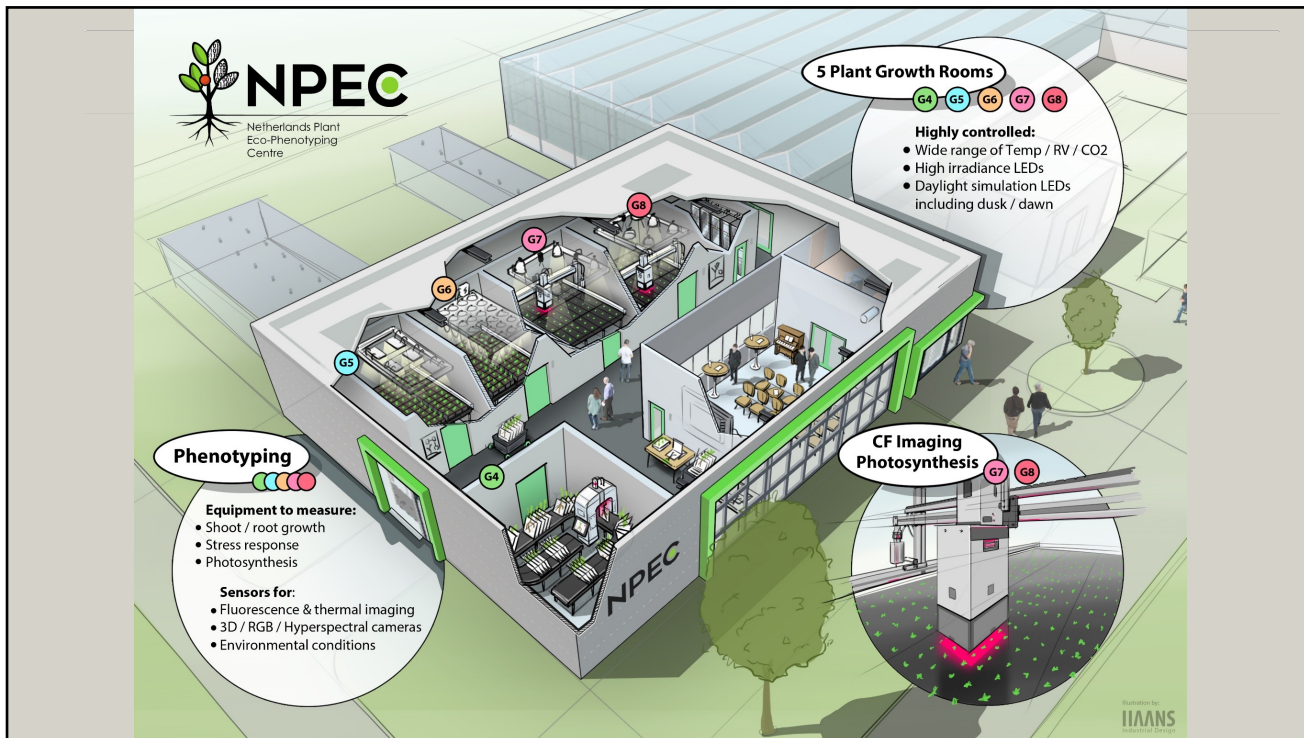 NPEC
Netherlands Plant
Eco-Phenotyping
Centre
5 Plant Growth Rooms
G4 G5 G6 G7 G8
Highly controlled:
• Wide range of Temp / RV / CO2
• High irradiance LEDs
• Daylight simulation LEDs
including dusk / dawn
G8
G7
G6
G5
G4
NPEC
Phenotyping
Equipment to measure:
• Shoot / root growth
• Stress response
• Photosynthesis
Sensors for:
• Fluorescence & thermal imaging
• 3D / RGB / Hyperspectral cameras
• Environmental conditions
CF Imaging
Photosynthesis
G7 G8
Illustration by:
IIAANS
Industrial Design